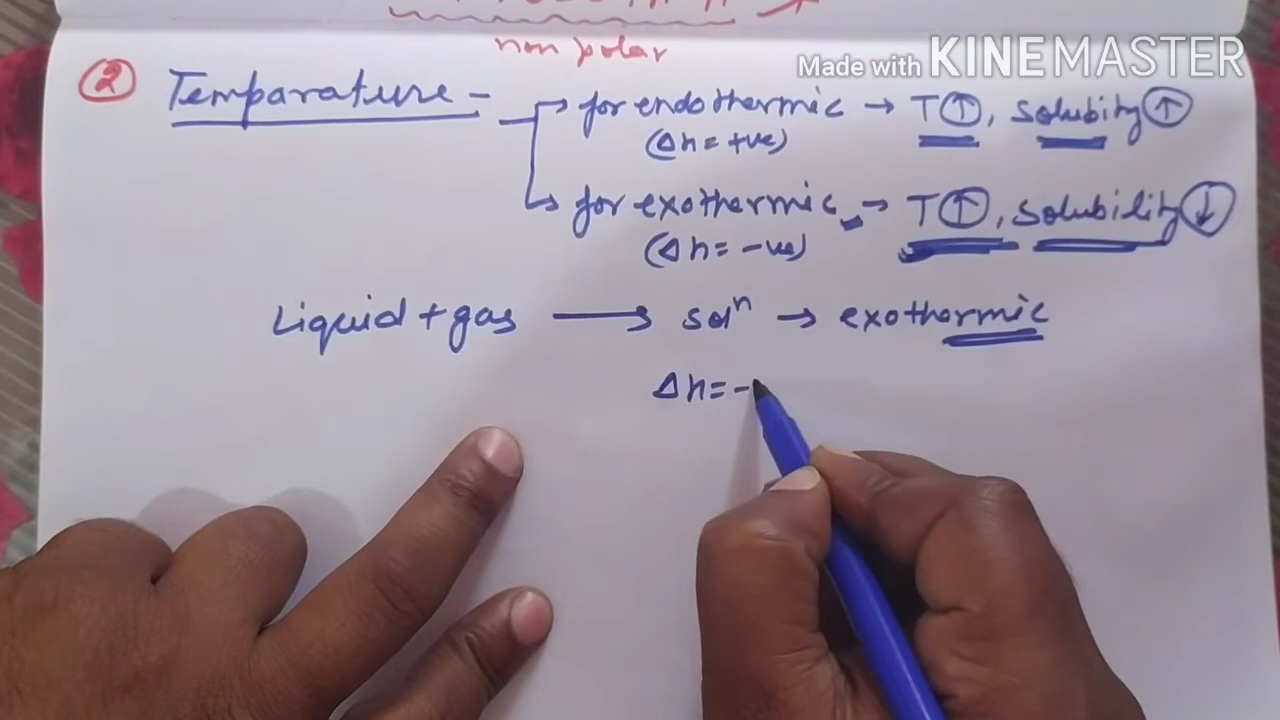 non polar
Made with KINEMASTER
② Temparature - → for endothermic → T↑, solubity ↑
(Δh = +ve)
→ for exothermic → T↑, solubility ↓
(Δh = -ve)
Liquid + gas → solⁿ → exothermic
Δh = -